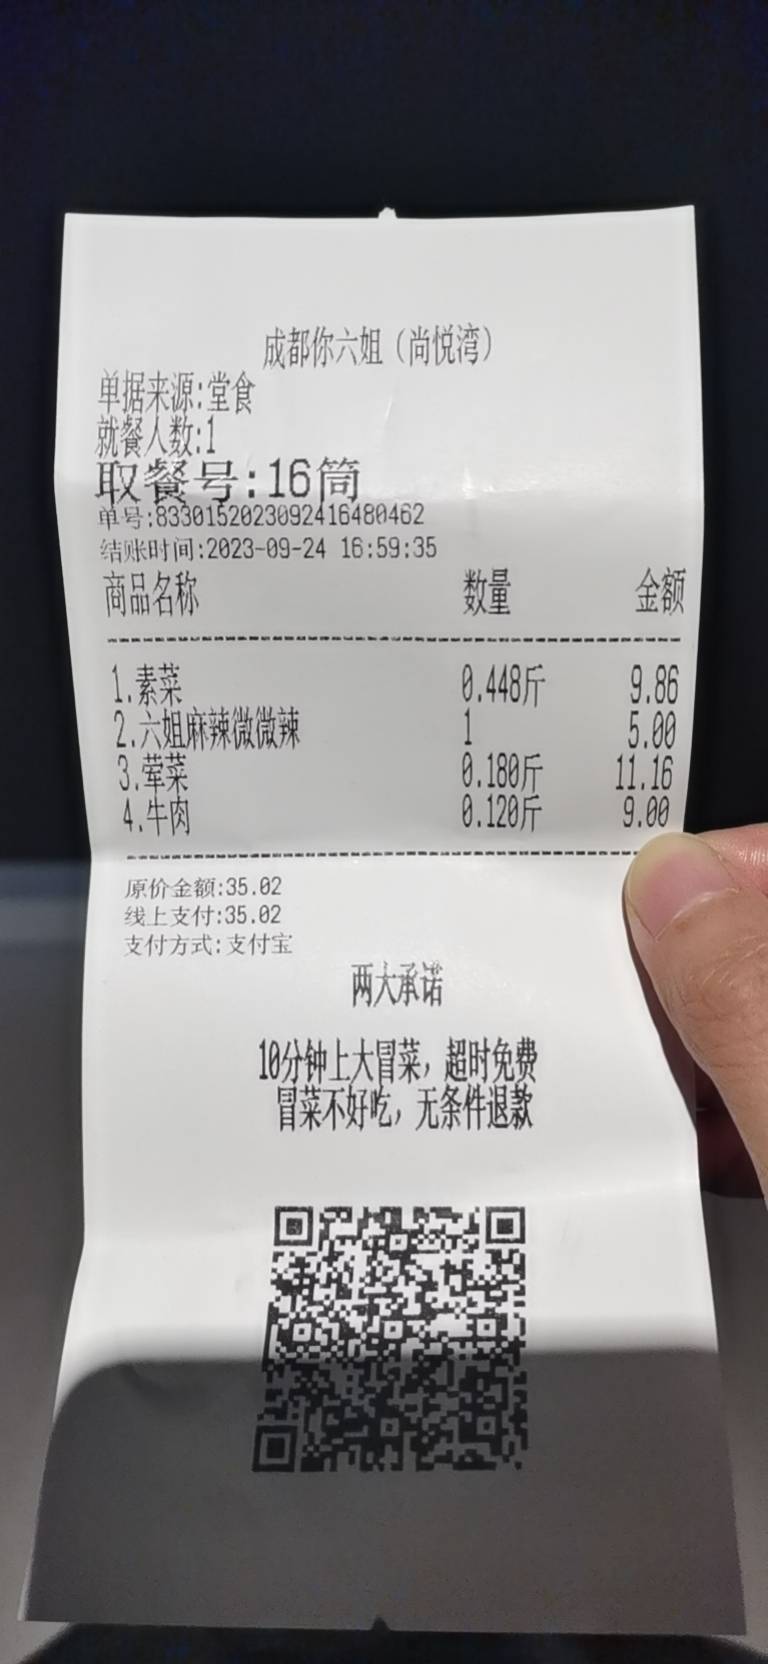 成都你六姐（尚悦湾）
单据来源:堂食
就餐人数:1
取餐号:16筒
单号:8330152023092416480462
结账时间:2023-09-24 16:59:35
商品名称 数量 金额
1.素菜 0.448斤 9.86
2.六姐麻辣微微辣 1 5.00
3.荤菜 0.180斤 11.16
4.牛肉 0.120斤 9.00
原价金额:35.02
线上支付:35.02
支付方式:支付宝
两大承诺
10分钟上大冒菜，超时免费
冒菜不好吃，无条件退款